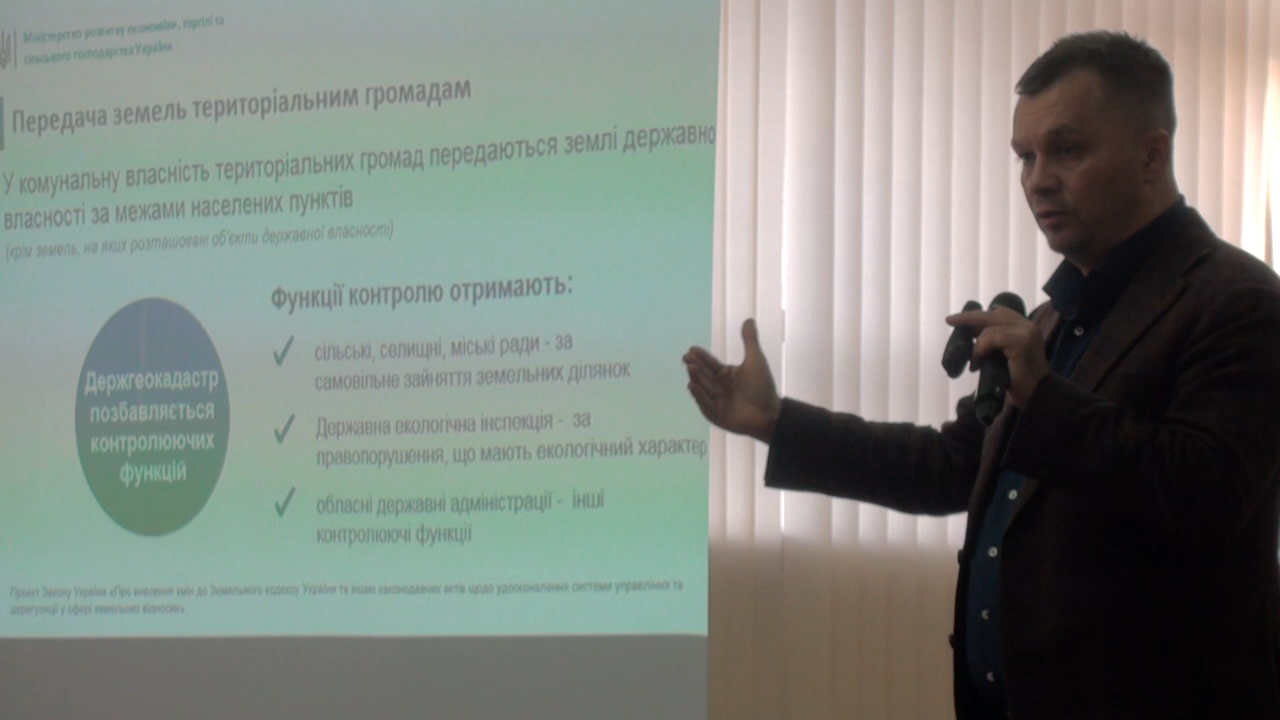 Міністерство розвитку економіки, торгівлі та
сільського господарства України
Передача земель територіальним громадам
У комунальну власність територіальних громад передаються землі державно
власності за межами населених пунктів
(крім земель, на яких розташовані об'єкти державної власності)
Держгеокадастр
позбавляється
контролюючих
функцій
Функції контролю отримають:
сільські, селищні, міські ради - за
самовільне зайняття земельних ділянок
Державна екологічна інспекція - за
правопорушення, що мають екологічний характер
обласні державні адміністрації - інші
контролюючі функції
Проект Закону України «Про внесення змін до Земельного кодексу України та інших законодавчих актів щодо удосконалення системи управління та
дерегуляції у сфері земельних відносин»